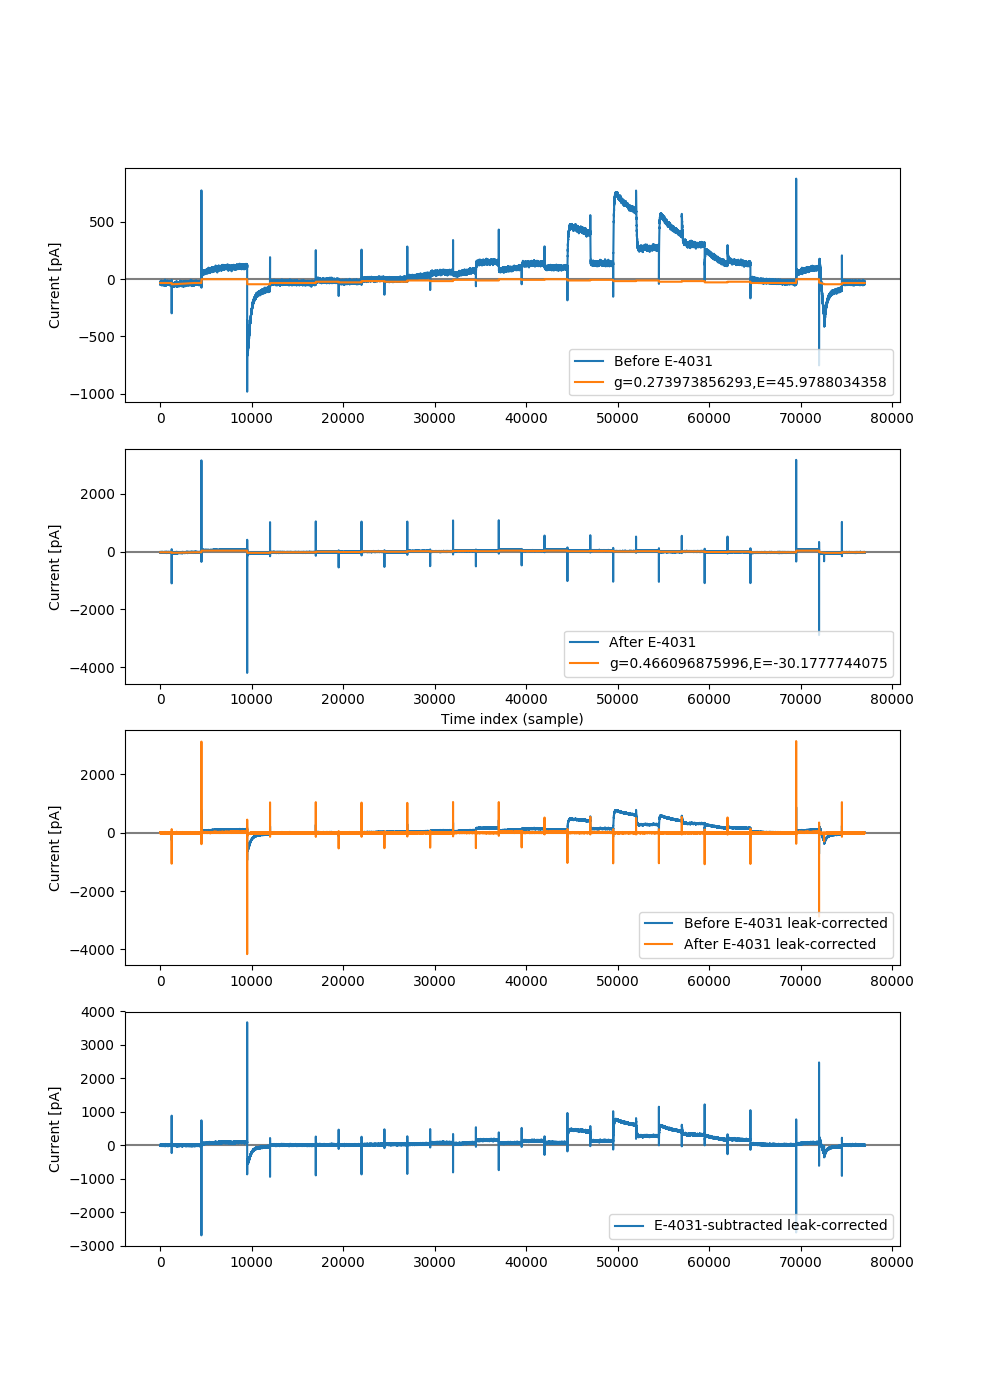 500
0
−500
−1000
Current [pA]
Before E-4031
g=0.273973856293,E=45.9788034358
0 10000 20000 30000 40000 50000 60000 70000 80000
2000
0
−2000
−4000
Current [pA]
After E-4031
g=0.466096875996,E=-30.1777744075
0 10000 20000 30000 40000 50000 60000 70000 80000
Time index (sample)
2000
0
−2000
−4000
Current [pA]
Before E-4031 leak-corrected
After E-4031 leak-corrected
0 10000 20000 30000 40000 50000 60000 70000 80000
4000
3000
2000
1000
0
−1000
−2000
−3000
Current [pA]
E-4031-subtracted leak-corrected
0 10000 20000 30000 40000 50000 60000 70000 80000